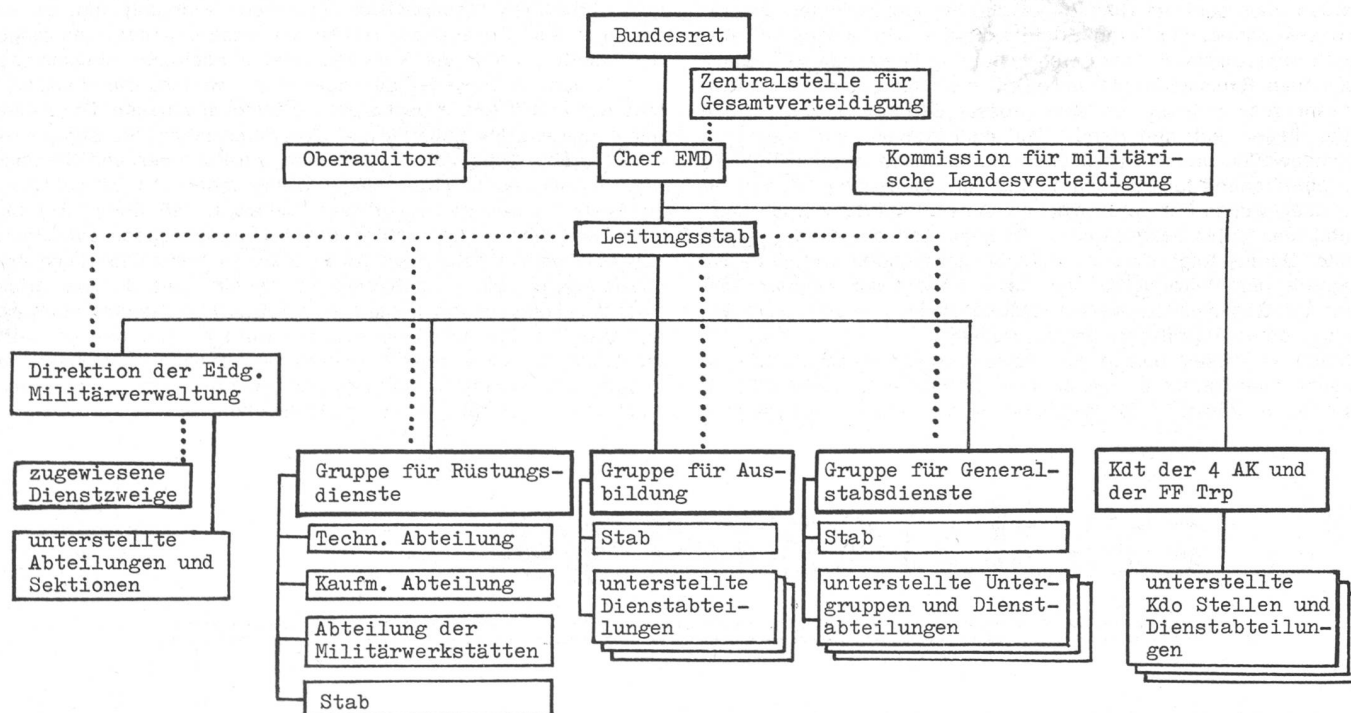 Bundesrat
Zentralstelle für
Gesamtverteidigung
Oberauditor
Chef EMD
Kommission für militäri-
sche Landesverteidigung
Leitungsstab
Direktion der Eidg.
Militärverwaltung
zugewiesene
Dienstzweige
unterstellte
Abteilungen und
Sektionen
Gruppe für Rüstungs-
dienste
Techn. Abteilung
Kaufm. Abteilung
Abteilung der
Militärwerkstätten
Stab
Gruppe für Aus-
bildung
Stab
unterstellte
Dienstabtei-
lungen
Gruppe für General-
stabsdienste
Stab
unterstellte Unter-
gruppen und Dienst-
abteilungen
Kdt der 4 AK und
der FF Trp
unterstellte
Kdo Stellen und
Dienstabteilun-
gen